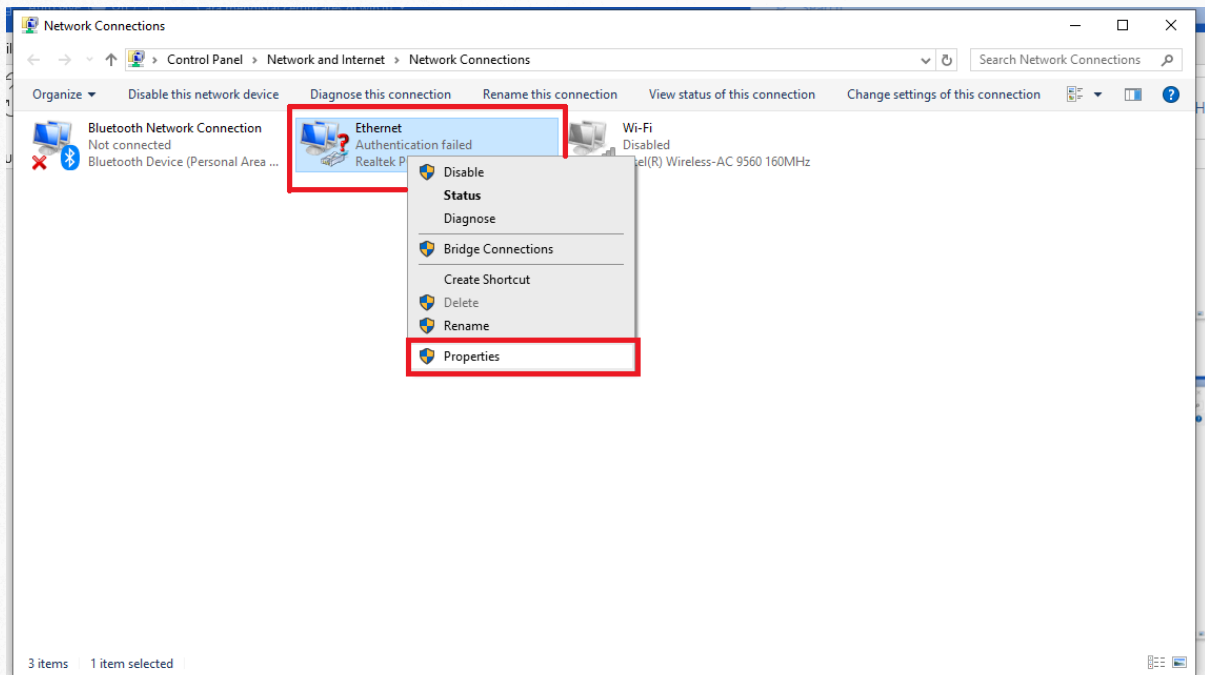 Network Connections
Control Panel > Network and Internet > Network Connections
Search Network Connections
Organize
Disable this network device
Diagnose this connection
Rename this connection
View status of this connection
Change settings of this connection
Bluetooth Network Connection
Not connected
Bluetooth Device (Personal Area ...
Ethernet
Authentication failed
Realtek P
Wi-Fi
Disabled
el(R) Wireless-AC 9560 160MHz
Disable
Status
Diagnose
Bridge Connections
Create Shortcut
Delete
Rename
Properties
3 items
1 item selected